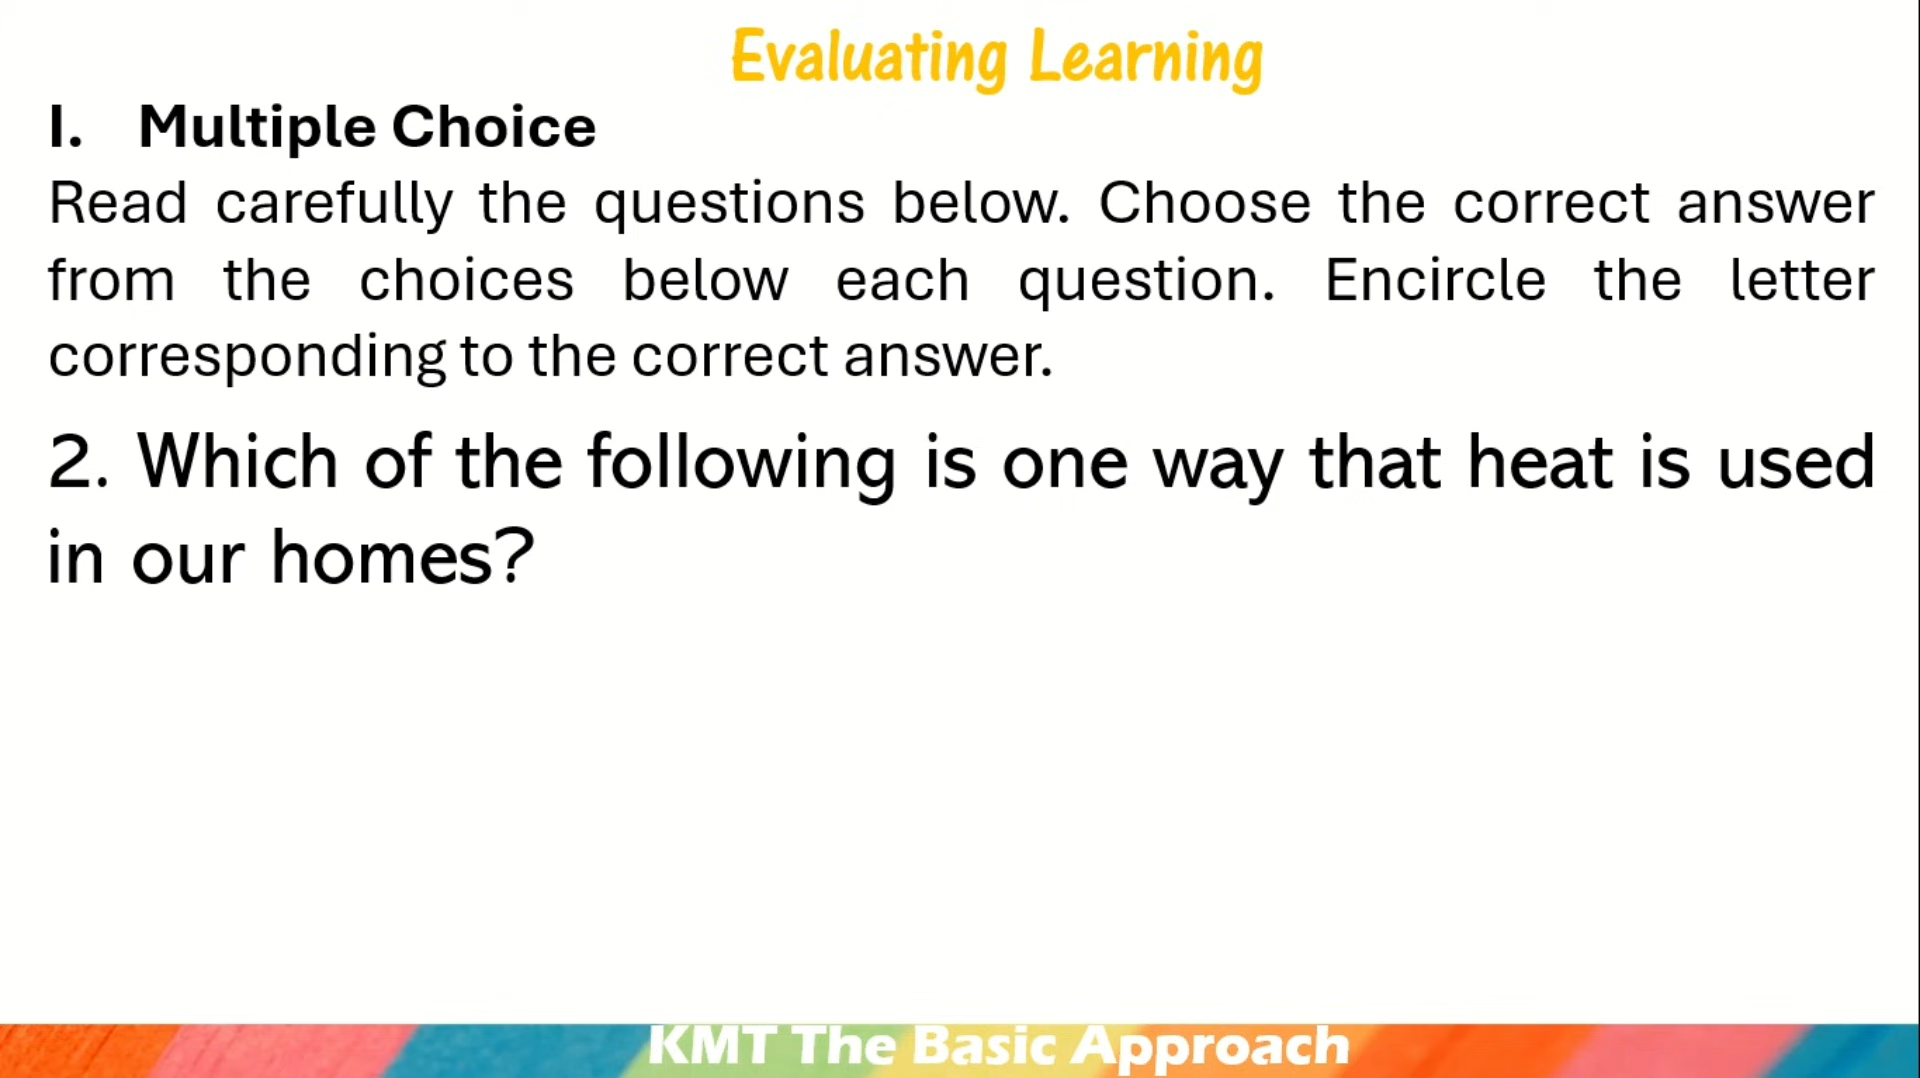 Evaluating Learning
I. Multiple Choice
Read carefully the questions below. Choose the correct answer
from the choices below each question. Encircle the letter
corresponding to the correct answer.
2. Which of the following is one way that heat is used
in our homes?
KMT The Basic Approach